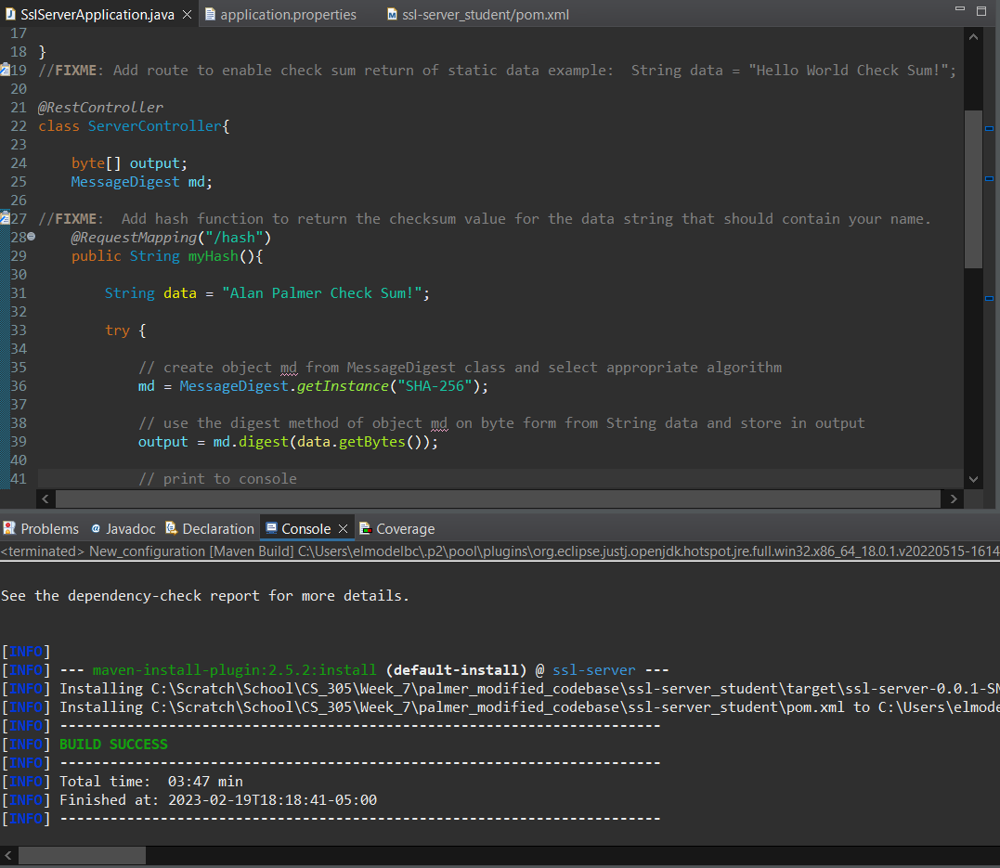 SslServerApplication.java application.properties ssl-server_student/pom.xml
17
18 }
19 //FIXME: Add route to enable check sum return of static data example:  String data = "Hello World Check Sum!";
20
21 @RestController
22 class ServerController{
23
24     byte[] output;
25     MessageDigest md;
26
27 //FIXME:  Add hash function to return the checksum value for the data string that should contain your name.
28     @RequestMapping("/hash")
29     public String myHash(){
30
31         String data = "Alan Palmer Check Sum!";
32
33         try {
34
35             // create object md from MessageDigest class and select appropriate algorithm
36             md = MessageDigest.getInstance("SHA-256");
37
38             // use the digest method of object md on byte form from String data and store in output
39             output = md.digest(data.getBytes());
40
41             // print to console
Problems @ Javadoc Declaration Console Coverage
<terminated> New_configuration [Maven Build] C:\Users\elmodelbc\.p2\pool\plugins\org.eclipse.justj.openjdk.hotspot.jre.full.win32.x86_64_18.0.1.v20220515-1614
See the dependency-check report for more details.
[INFO]
[INFO] --- maven-install-plugin:2.5.2:install (default-install) @ ssl-server ---
[INFO] Installing C:\Scratch\School\CS_305\Week_7\palmer_modified_codebase\ssl-server_student\target\ssl-server-0.0.1-SN
[INFO] Installing C:\Scratch\School\CS_305\Week_7\palmer_modified_codebase\ssl-server_student\pom.xml to C:\Users\elmode
[INFO] ------------------------------------------------------------------------
[INFO] BUILD SUCCESS
[INFO] ------------------------------------------------------------------------
[INFO] Total time:  03:47 min
[INFO] Finished at: 2023-02-19T18:18:41-05:00
[INFO] ------------------------------------------------------------------------